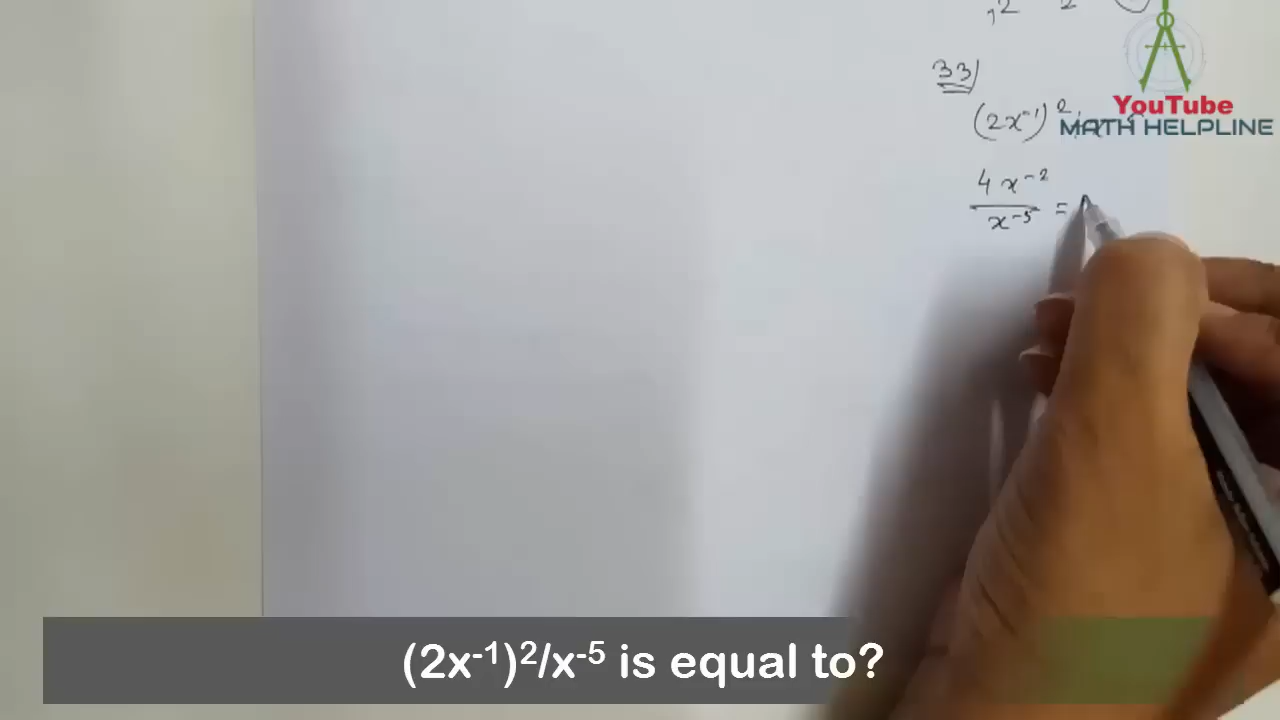 33)
(2x⁻¹)²
YouTube
MATH HELPLINE
4x⁻²
x⁻⁵ =
(2x⁻¹)²/x⁻⁵ is equal to?